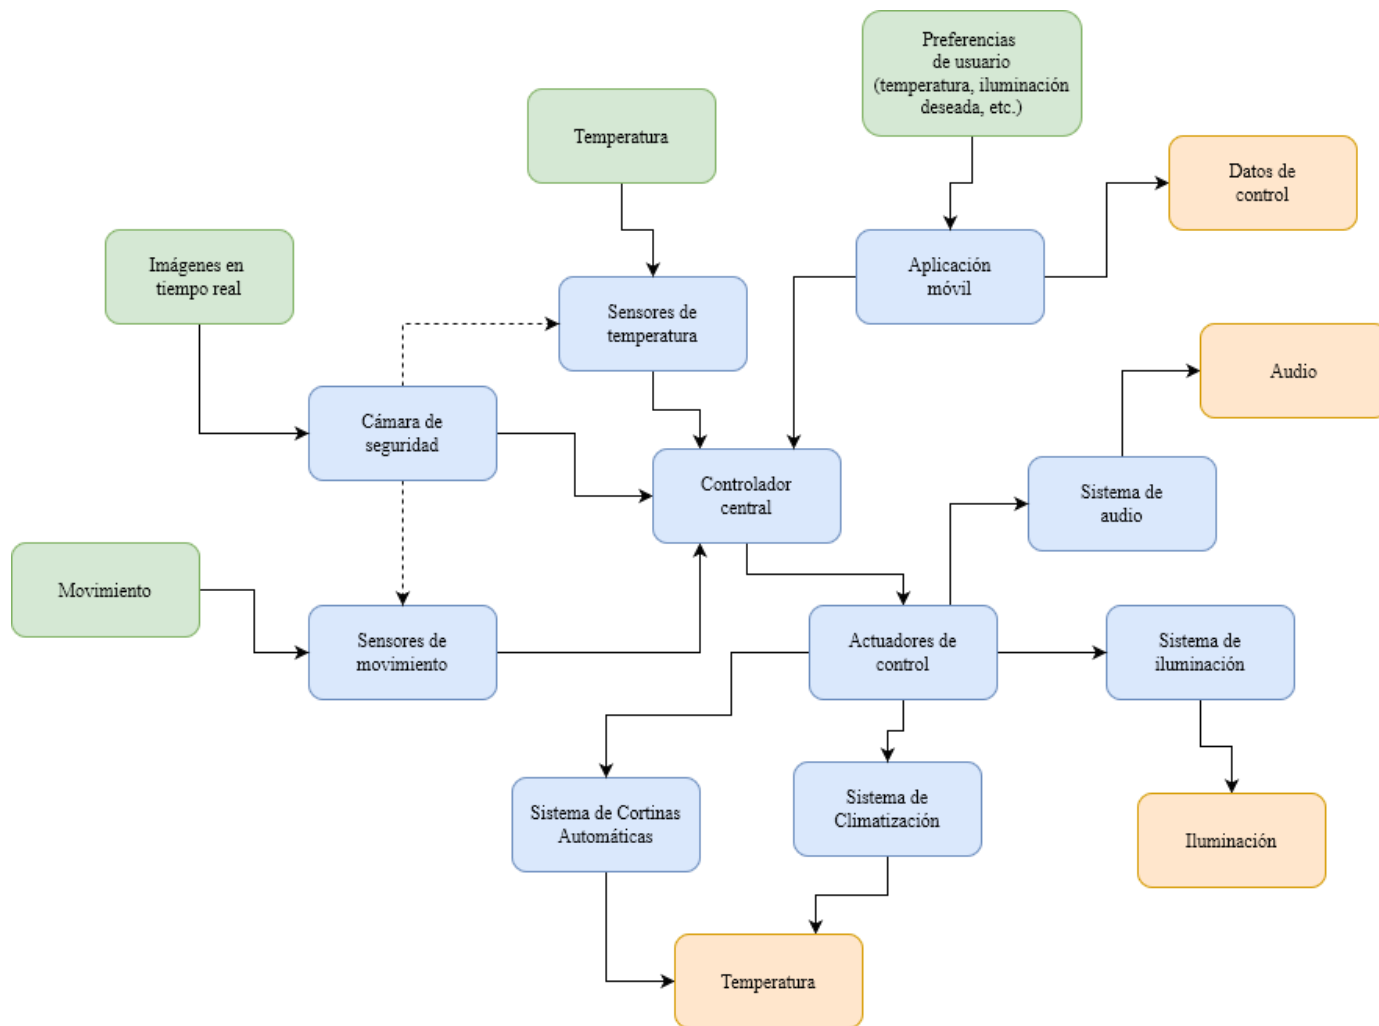 Preferencias
de usuario
(temperatura, iluminación
deseada, etc.)
Temperatura
Datos de
control
Imágenes en
tiempo real
Aplicación
móvil
Sensores de
temperatura
Audio
Cámara de
seguridad
Controlador
central
Sistema de
audio
Movimiento
Sensores de
movimiento
Actuadores de
control
Sistema de
iluminación
Sistema de Cortinas
Automáticas
Sistema de
Climatización
Iluminación
Temperatura